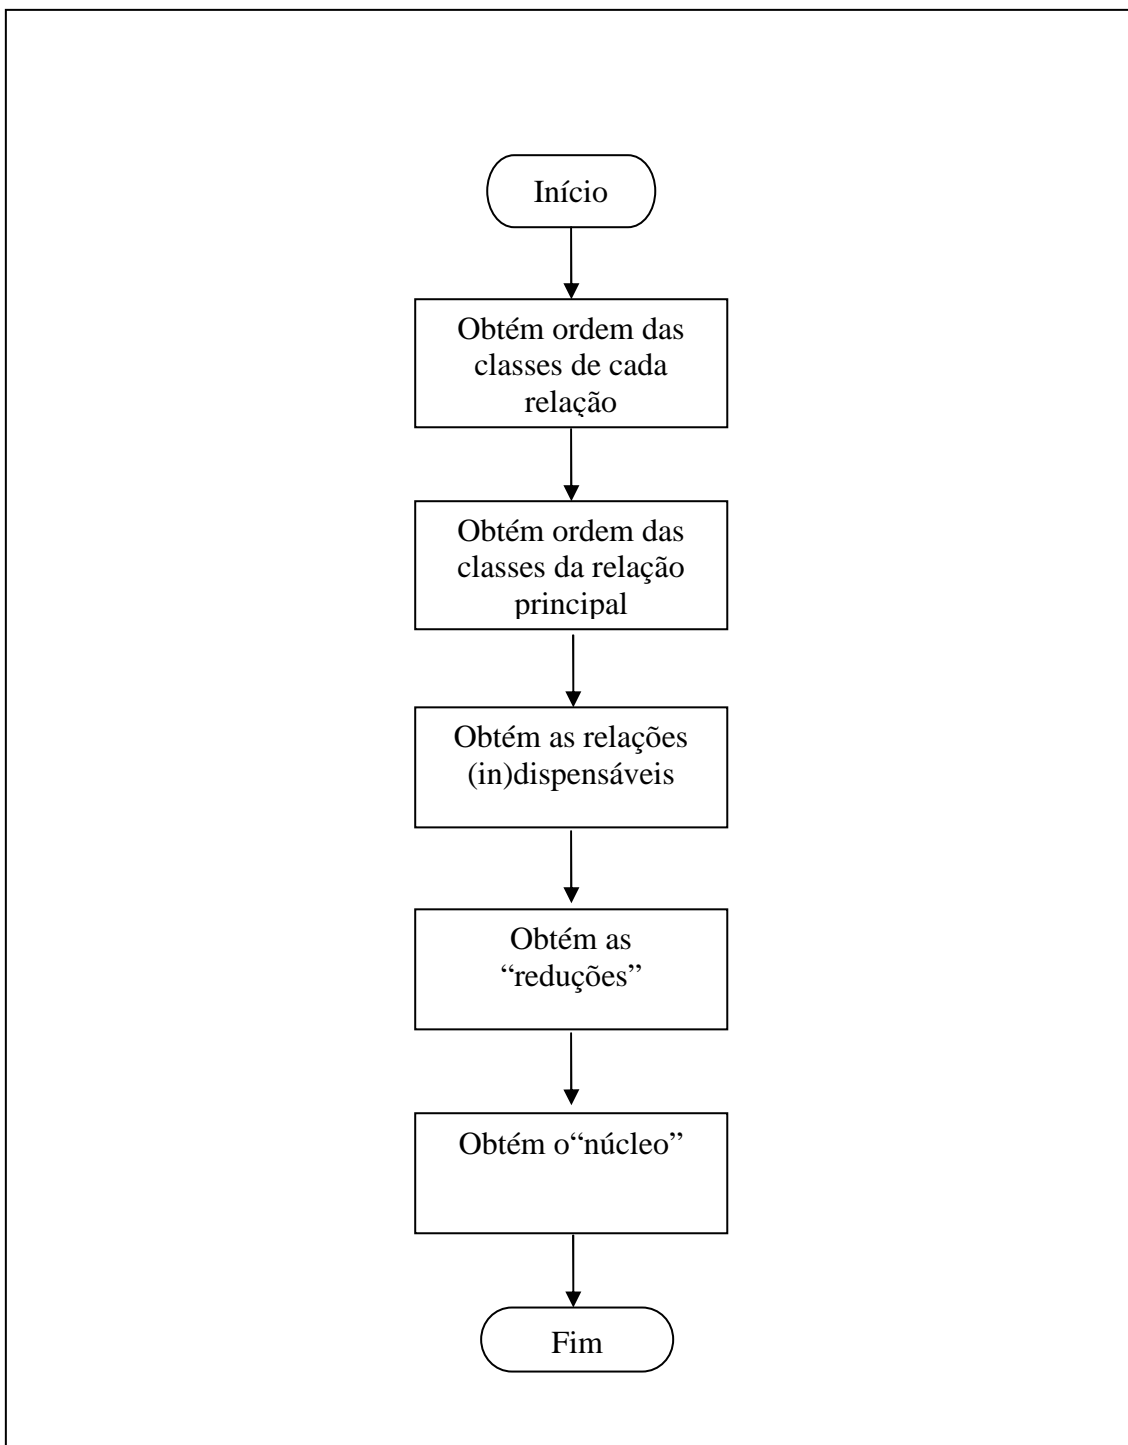 Início
Obtém ordem das
classes de cada
relação
Obtém ordem das
classes da relação
principal
Obtém as relações
(in)dispensáveis
Obtém as
“reduções”
Obtém o“núcleo”
Fim